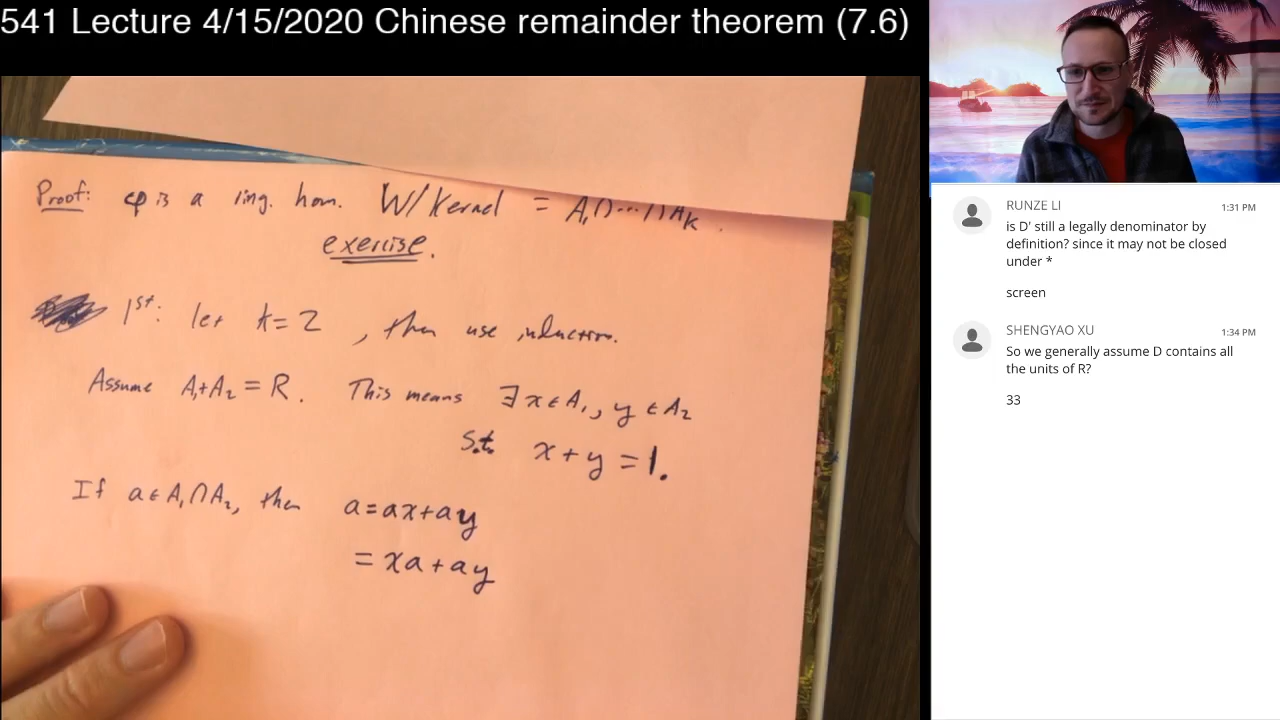 541 Lecture 4/15/2020 Chinese remainder theorem (7.6)
Proof: φ is a ring. hom. W/ Kernel = A₁∩...∩Aₖ.
exercise.
1st: let k=2, then use induction.
Assume A₁+A₂ = R. This means ∃ x∈A₁, y∈A₂
s.t. x+y=1.
If a∈A₁∩A₂, then a=ax+ay
=xa+ay
RUNZE LI 1:31 PM
is D' still a legally denominator by
definition? since it may not be closed
under *
screen
SHENGYAO XU 1:34 PM
So we generally assume D contains all
the units of R?
33